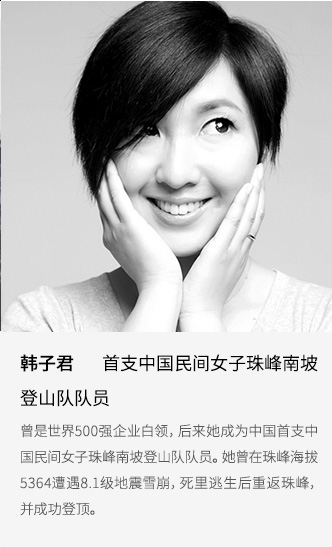 韩子君 首支中国民间女子珠峰南坡
登山队队员
曾是世界500强企业白领，后来她成为中国首支中
国民间女子珠峰南坡登山队队员。她曾在珠峰海拔
5364遭遇8.1级地震雪崩，死里逃生后重返珠峰，
并成功登顶。